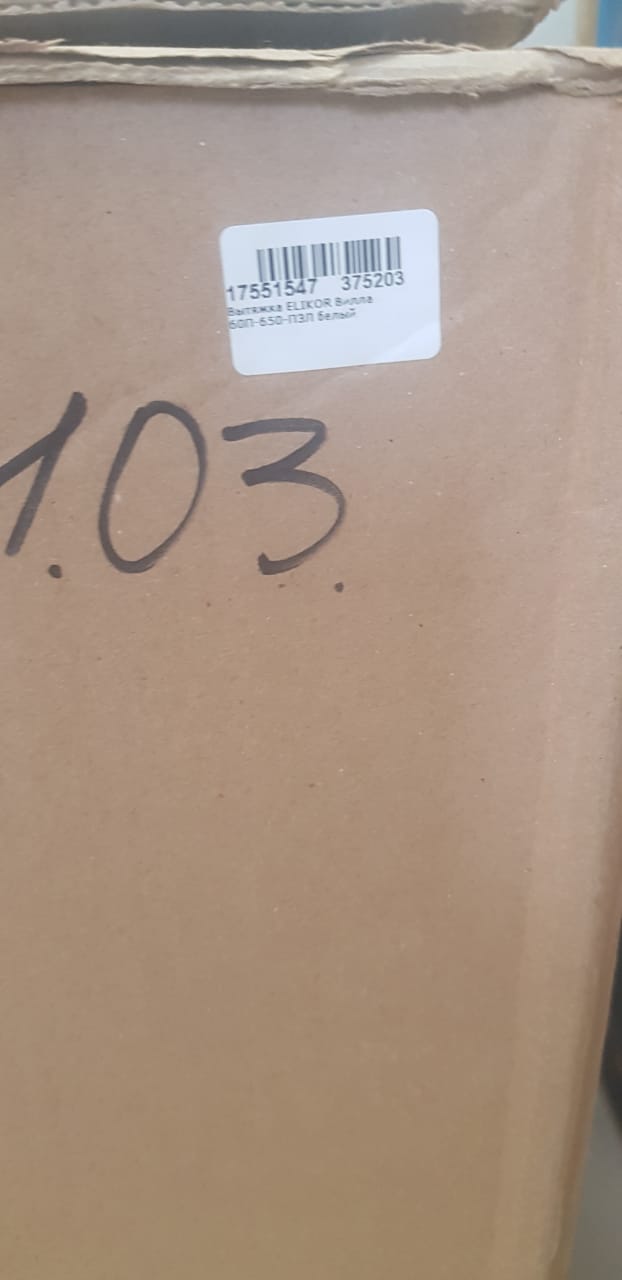 17551547 375203
Вытяжка ELIKOR Вилла
60П-650-П3Л белый
1.03.